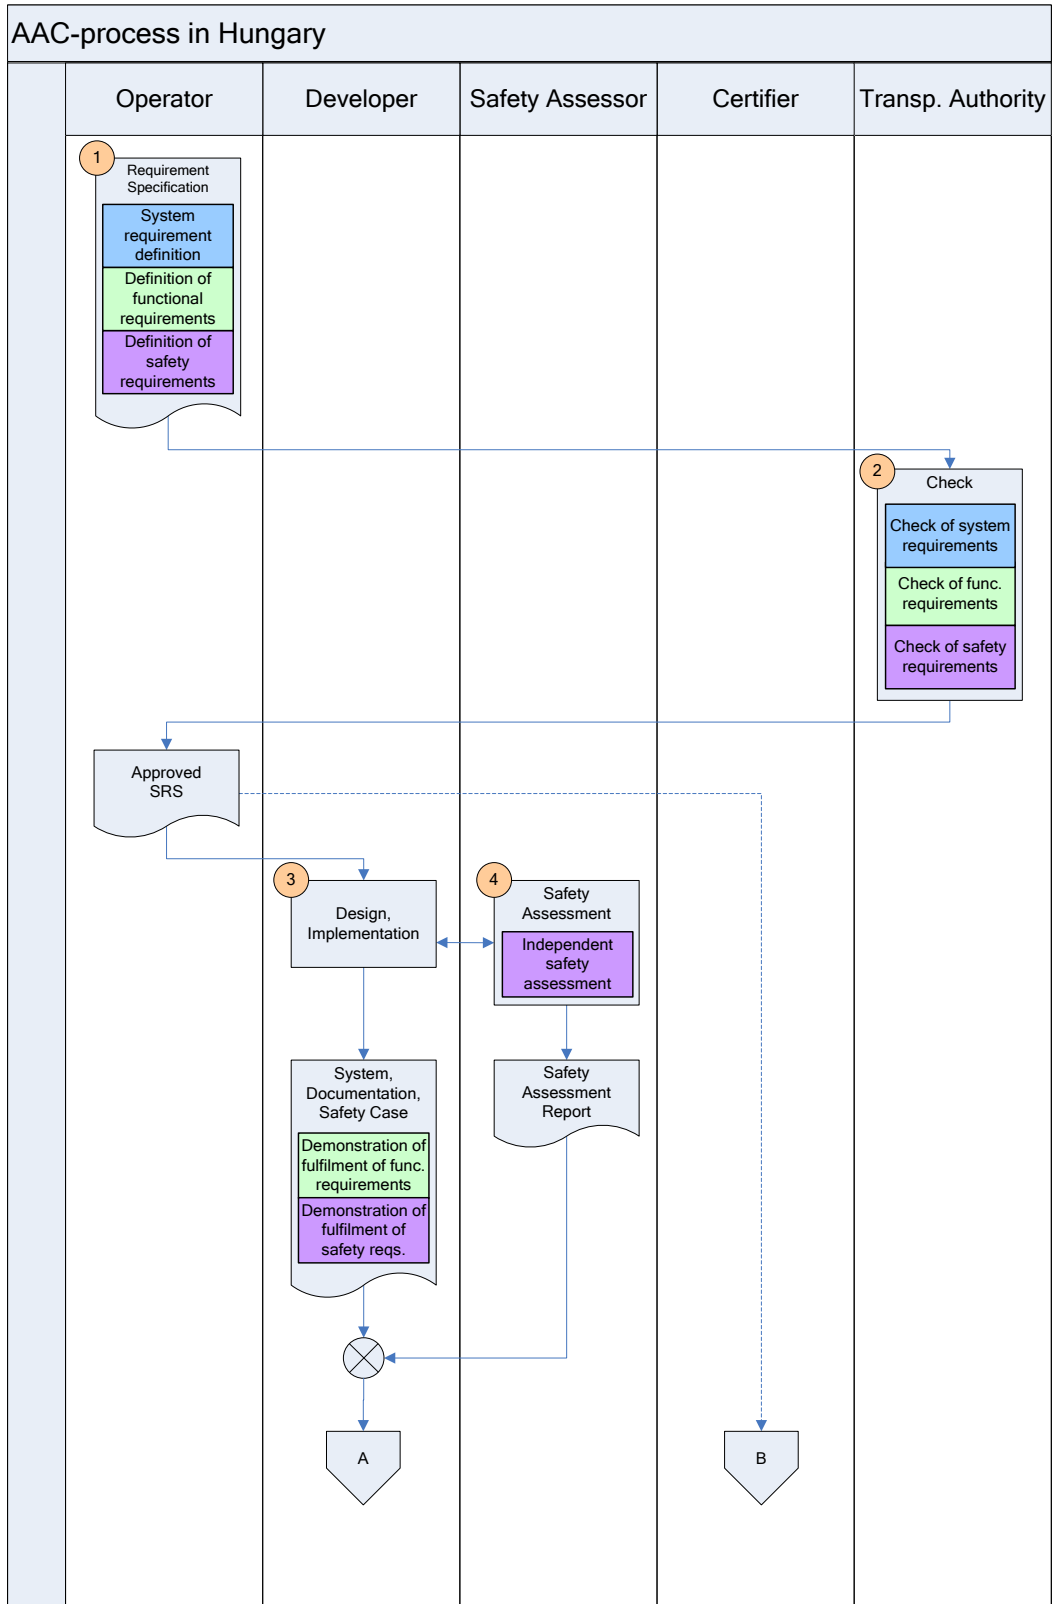 AAC-process in Hungary
Operator
Developer
Safety Assessor
Certifier
Transp. Authority
1
Requirement
Specification
System
requirement
definition
Definition of
functional
requirements
Definition of
safety
requirements
2
Check
Check of system
requirements
Check of func.
requirements
Check of safety
requirements
Approved
SRS
3
Design,
Implementation
4
Safety
Assessment
Independent
safety
assessment
System,
Documentation,
Safety Case
Demonstration of
fulfilment of func.
requirements
Demonstration of
fulfilment of
safety reqs.
Safety
Assessment
Report
A
B